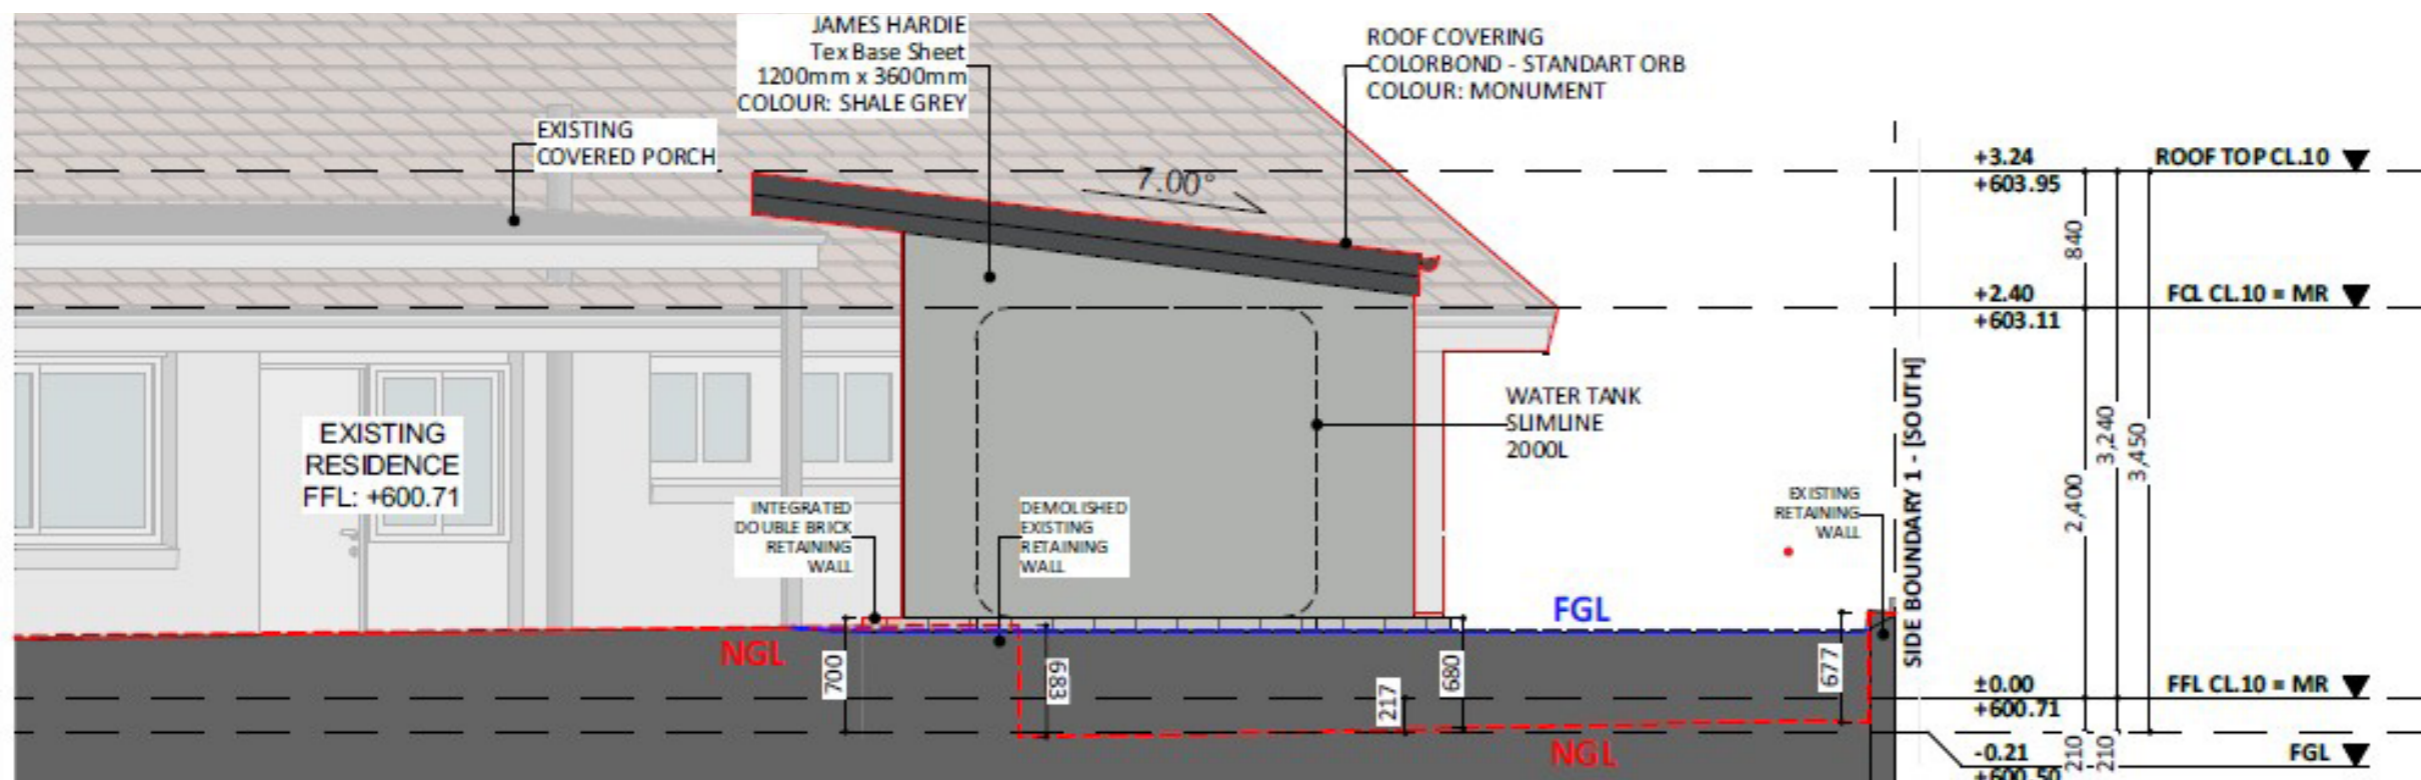 JAMES HARDIE
Tex Base Sheet
1200mm x 3600mm
COLOUR: SHALE GREY
ROOF COVERING
COLORBOND - STANDART ORB
COLOUR: MONUMENT
EXISTING
COVERED PORCH
7.00°
+3.24
+603.95
ROOF TOP CL.10
840
+2.40
+603.11
FCL CL.10 = MR
EXISTING
RESIDENCE
FFL: +600.71
WATER TANK
SLIMLINE
2000L
INTEGRATED
DOUBLE BRICK
RETAINING
WALL
DEMOLISHED
EXISTING
RETAINING
WALL
EXISTING
RETAINING
WALL
SIDE BOUNDARY 1 - [SOUTH]
2,400
3,240
3,450
FGL
NGL
700
683
217
680
677
±0.00
+600.71
FFL CL.10 = MR
NGL
-0.21
+600.50
FGL
210
210